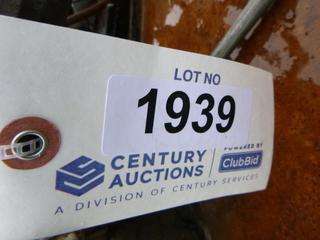 LOT NO
1939
CENTURY AUCTIONS
POWERED BY
ClubBid
A DIVISION OF CENTURY SERVICES